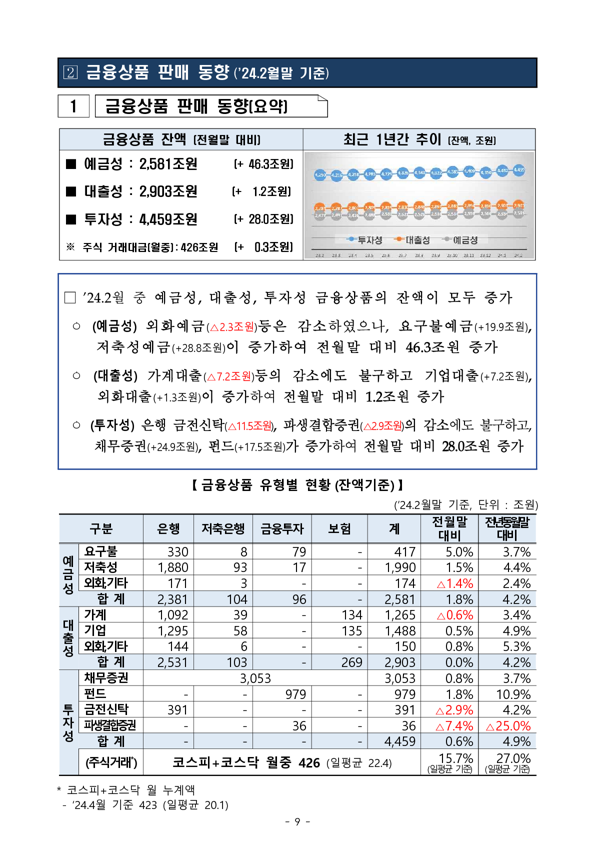 2 금융상품 판매 동향 ('24.2월말 기준)
1 금융상품 판매 동향(요약)
금융상품 잔액 (전월말 대비) 최근 1년간 추이 (잔액, 조원)
■ 예금성 : 2,581조원 (+ 46.3조원)
■ 대출성 : 2,903조원 (+ 1.2조원)
■ 투자성 : 4,459조원 (+ 28.0조원)
※ 주식 거래대금(월중) : 426조원 (+ 0.3조원)
투자성 대출성 예금성
□ '24.2월 중 예금성, 대출성, 투자성 금융상품의 잔액이 모두 증가
○ (예금성) 외화예금(△2.3조원)등은 감소하였으나, 요구불예금(+19.9조원),
저축성예금(+28.8조원)이 증가하여 전월말 대비 46.3조원 증가
○ (대출성) 가계대출(△7.2조원)등의 감소에도 불구하고 기업대출(+7.2조원),
외화대출(+1.3조원)이 증가하여 전월말 대비 1.2조원 증가
○ (투자성) 은행 금전신탁(△11.5조원), 파생결합증권(△2.9조원)의 감소에도 불구하고,
채무증권(+24.9조원), 펀드(+17.5조원)가 증가하여 전월말 대비 28.0조원 증가
【 금융상품 유형별 현황 (잔액기준) 】
('24.2월말 기준, 단위 : 조원)
구분 은행 저축은행 금융투자 보험 계 전월말 대비 전년동월말 대비
예금성
요구불 330 8 79 - 417 5.0% 3.7%
저축성 1,880 93 17 - 1,990 1.5% 4.4%
외화기타 171 3 - - 174 △1.4% 2.4%
합 계 2,381 104 96 - 2,581 1.8% 4.2%
대출성
가계 1,092 39 - 134 1,265 △0.6% 3.4%
기업 1,295 58 - 135 1,488 0.5% 4.9%
외화기타 144 6 - - 150 0.8% 5.3%
합 계 2,531 103 - 269 2,903 0.0% 4.2%
투자성
채무증권 3,053 3,053 0.8% 3.7%
펀드 - - 979 - 979 1.8% 10.9%
금전신탁 391 - - - 391 △2.9% 4.2%
파생결합증권 - - 36 - 36 △7.4% △25.0%
합 계 - - - - 4,459 0.6% 4.9%
(주식거래*) 코스피+코스닥 월중 426 (일평균 22.4) 15.7% (일평균 기준) 27.0% (일평균 기준)
* 코스피+코스닥 월 누계액
- '24.4월 기준 423 (일평균 20.1)
- 9 -